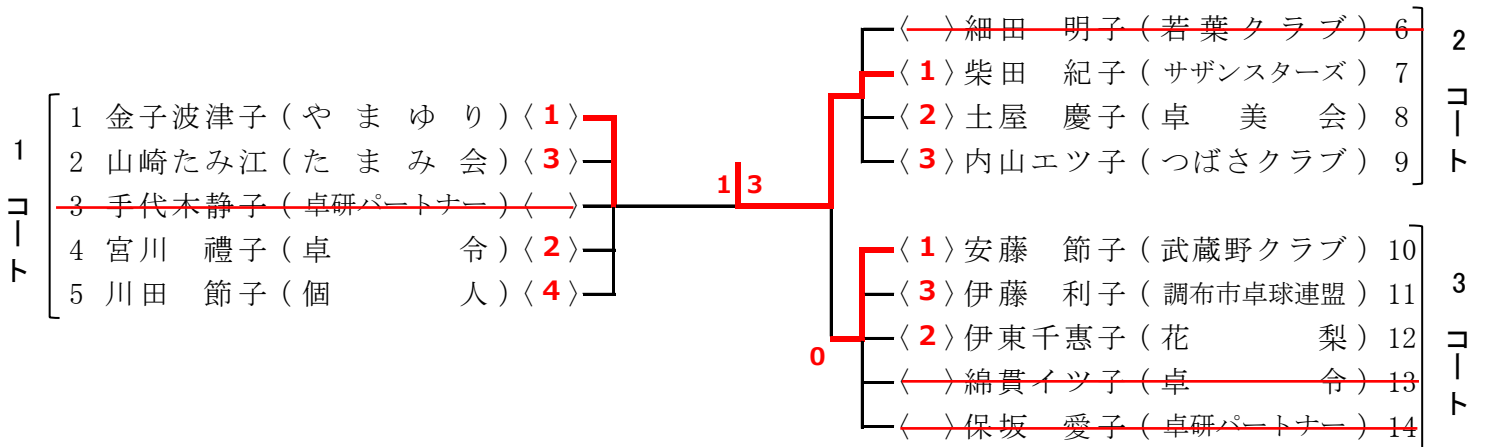 1 コート
1 金子波津子 ( や ま ゆ り ) 〈 1 〉
2 山崎たみ江 ( た ま み 会 ) 〈 3 〉
3 手代木静子 ( 卓研パートナー ) 〈 〉
4 宮川 禮子 ( 卓 令 ) 〈 2 〉
5 川田 節子 ( 個 人 ) 〈 4 〉
1 3
0
〈 〉 細田 明子 ( 若葉クラブ ) 6
〈 1 〉 柴田 紀子 ( サザンスターズ ) 7
〈 2 〉 土屋 慶子 ( 卓 美 会 ) 8
〈 3 〉 内山エツ子 ( つばさクラブ ) 9
2 コート
〈 1 〉 安藤 節子 ( 武蔵野クラブ ) 10
〈 3 〉 伊藤 利子 ( 調布市卓球連盟 ) 11
〈 2 〉 伊東千惠子 ( 花 梨 ) 12
〈 〉 綿貫イツ子 ( 卓 令 ) 13
〈 〉 保坂 愛子 ( 卓研パートナー ) 14
3 コート